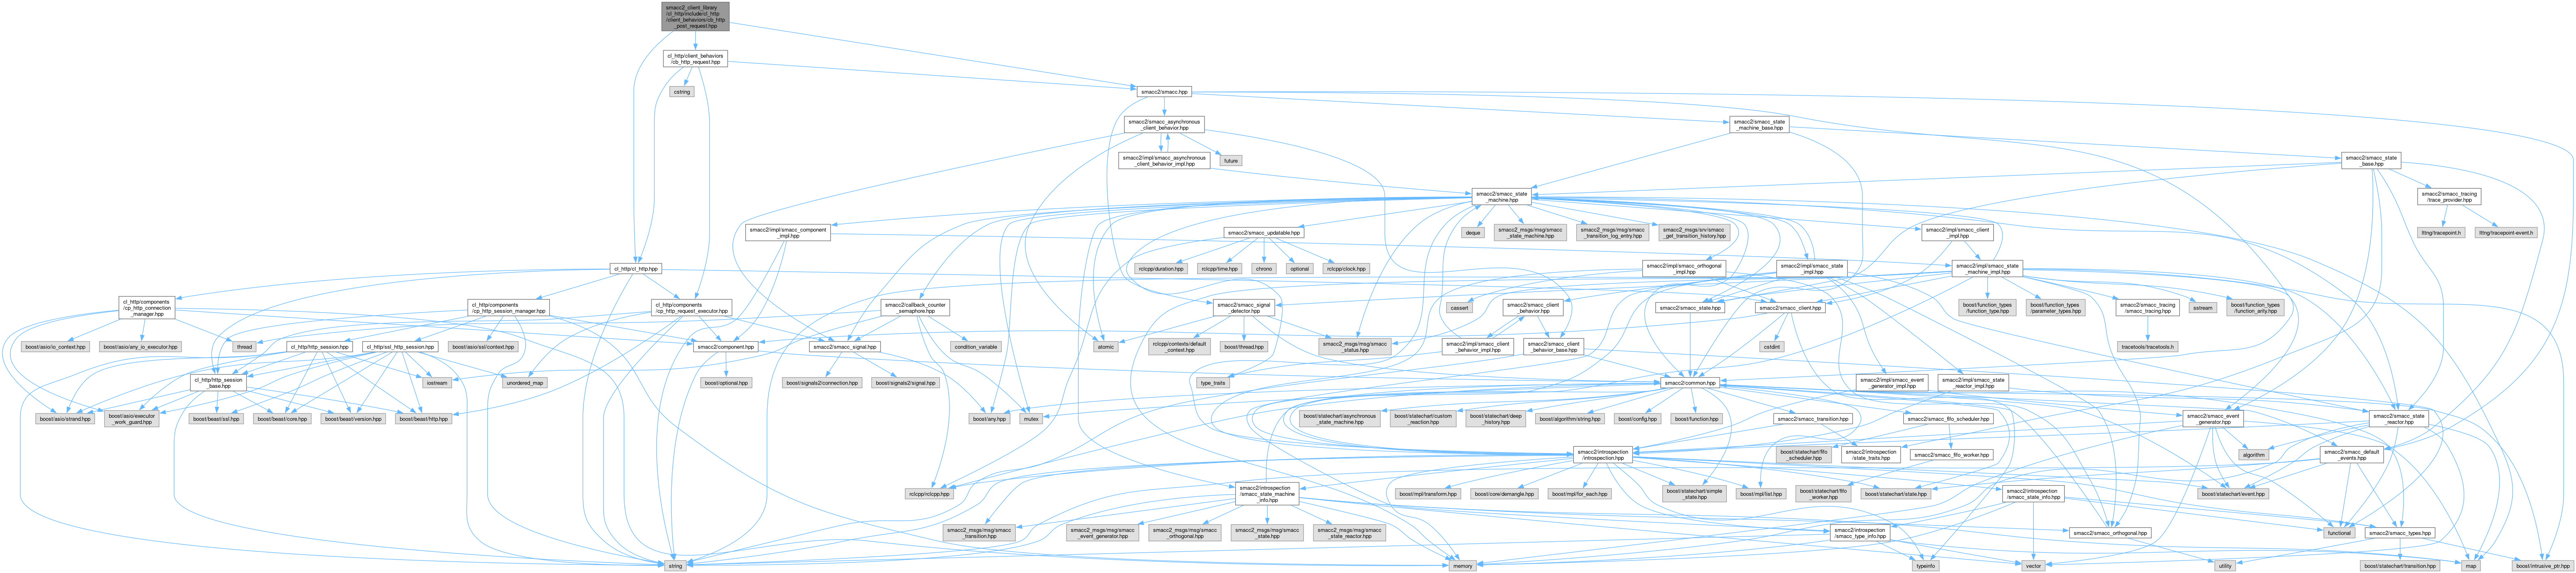 smacc2_client_library
/cl_http/include/cl_http
/client_behaviors/cb_http
_post_request.hpp
cl_http/client_behaviors
/cb_http_request.hpp
cstring
smacc2/smacc.hpp
smacc2/smacc_asynchronous
_client_behavior.hpp
smacc2/smacc_state
_machine_base.hpp
smacc2/impl/smacc_asynchronous
_client_behavior_impl.hpp
future
smacc2/smacc_state
_base.hpp
smacc2/smacc_state
_machine.hpp
smacc2/smacc_tracing
/trace_provider.hpp
smacc2/impl/smacc_component
_impl.hpp
smacc2/smacc_updatable.hpp
deque
smacc2_msgs/msg/smacc
_state_machine.hpp
smacc2_msgs/msg/smacc
_transition_log_entry.hpp
smacc2_msgs/srv/smacc
_get_transition_history.hpp
smacc2/impl/smacc_client
_impl.hpp
lttng/tracepoint.h
lttng/tracepoint-event.h
cl_http/cl_http.hpp
rclcpp/duration.hpp
rclcpp/time.hpp
chrono
optional
rclcpp/clock.hpp
smacc2/impl/smacc_orthogonal
_impl.hpp
smacc2/impl/smacc_state
_impl.hpp
smacc2/impl/smacc_state
_machine_impl.hpp
cl_http/components
/cp_http_connection
_manager.hpp
cl_http/components
/cp_http_session_manager.hpp
cl_http/components
/cp_http_request_executor.hpp
smacc2/callback_counter
_semaphore.hpp
smacc2/smacc_signal
_detector.hpp
cassert
smacc2/smacc_client
_behavior.hpp
smacc2/smacc_state.hpp
smacc2/smacc_client.hpp
boost/function_types
/function_type.hpp
boost/function_types
/parameter_types.hpp
smacc2/smacc_tracing
/smacc_tracing.hpp
sstream
boost/function_types
/function_arity.hpp
boost/asio/io_context.hpp
boost/asio/any_io_executor.hpp
thread
boost/asio/ssl/context.hpp
cl_http/http_session.hpp
cl_http/ssl_http_session.hpp
smacc2/component.hpp
smacc2/smacc_signal.hpp
condition_variable
atomic
rclcpp/contexts/default
_context.hpp
boost/thread.hpp
smacc2_msgs/msg/smacc
_status.hpp
smacc2/impl/smacc_client
_behavior_impl.hpp
smacc2/smacc_client
_behavior_base.hpp
cstdint
tracetools/tracetools.h
cl_http/http_session
_base.hpp
iostream
unordered_map
boost/optional.hpp
boost/signals2/connection.hpp
boost/signals2/signal.hpp
type_traits
smacc2/common.hpp
smacc2/impl/smacc_event
_generator_impl.hpp
smacc2/impl/smacc_state
_reactor_impl.hpp
boost/asio/strand.hpp
boost/asio/executor
_work_guard.hpp
boost/beast/ssl.hpp
boost/beast/core.hpp
boost/beast/version.hpp
boost/beast/http.hpp
boost/any.hpp
mutex
boost/statechart/asynchronous
_state_machine.hpp
boost/statechart/custom
_reaction.hpp
boost/statechart/deep
_history.hpp
boost/algorithm/string.hpp
boost/config.hpp
boost/function.hpp
smacc2/smacc_transition.hpp
smacc2/smacc_fifo_scheduler.hpp
smacc2/smacc_event
_generator.hpp
smacc2/smacc_state
_reactor.hpp
smacc2/introspection
/introspection.hpp
boost/statechart/fifo
_scheduler.hpp
smacc2/introspection
/state_traits.hpp
smacc2/smacc_fifo_worker.hpp
algorithm
smacc2/smacc_default
_events.hpp
rclcpp/rclcpp.hpp
smacc2/introspection
/smacc_state_machine
_info.hpp
boost/mpl/transform.hpp
boost/core/demangle.hpp
boost/mpl/for_each.hpp
boost/statechart/simple
_state.hpp
boost/mpl/list.hpp
boost/statechart/fifo
_worker.hpp
boost/statechart/state.hpp
smacc2/introspection
/smacc_state_info.hpp
boost/statechart/event.hpp
smacc2_msgs/msg/smacc
_transition.hpp
smacc2_msgs/msg/smacc
_event_generator.hpp
smacc2_msgs/msg/smacc
_orthogonal.hpp
smacc2_msgs/msg/smacc
_state.hpp
smacc2_msgs/msg/smacc
_state_reactor.hpp
smacc2/introspection
/smacc_type_info.hpp
smacc2/smacc_orthogonal.hpp
functional
smacc2/smacc_types.hpp
string
memory
typeinfo
vector
utility
boost/statechart/transition.hpp
map
boost/intrusive_ptr.hpp